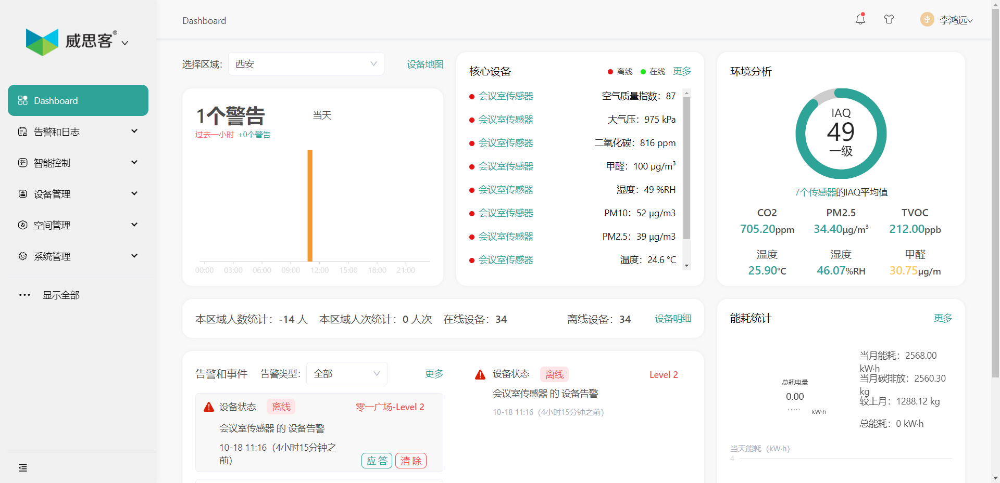 威思客®
Dashboard
告警和日志
智能控制
设备管理
空间管理
系统管理
显示全部
Dashboard
李
李鸿远
选择区域：
西安
设备地图
1个警告
当天
过去一小时 +0个警告
00:00 03:00 06:00 09:00 12:00 15:00 18:00 21:00
核心设备
离线
在线
更多
会议室传感器 空气质量指数：87
会议室传感器 大气压：975 kPa
会议室传感器 二氧化碳：816 ppm
会议室传感器 甲醛：100 μg/m³
会议室传感器 湿度：49 %RH
会议室传感器 PM10：52 μg/m3
会议室传感器 PM2.5：39 μg/m3
会议室传感器 温度：24.6 °C
环境分析
IAQ
49
一级
7个传感器的IAQ平均值
CO2 PM2.5 TVOC
705.20ppm 34.40μg/m³ 212.00ppb
温度 湿度 甲醛
25.90°C 46.07%RH 30.75μg/m
本区域人数统计：-14 人 本区域人次统计：0 人次 在线设备：34 离线设备：34 设备明细
告警和事件
告警类型：
全部
更多
设备状态 离线 零一广场-Level 2
会议室传感器 的 设备告警
10-18 11:16（4小时15分钟之
前）
应 答
清 除
设备状态 离线 Level 2
会议室传感器 的 设备告警
10-18 11:16（4小时15分钟之前）
能耗统计
更多
总耗电量
0.00
kW·h
当月能耗：2568.00
kW·h
当月碳排放：2560.30
kg
较上月：1288.12 kg
总能耗：0 kW·h
当天能耗（kW·h）
4